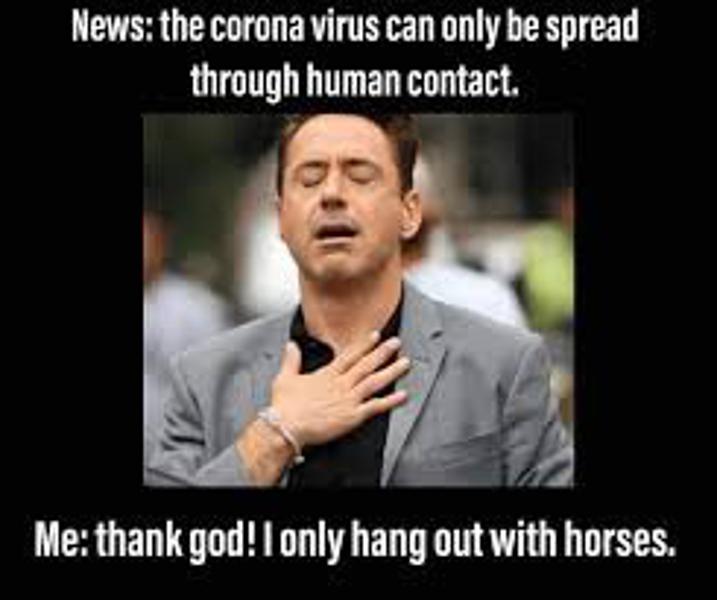 News: the corona virus can only be spread
through human contact.
Me: thank god! I only hang out with horses.